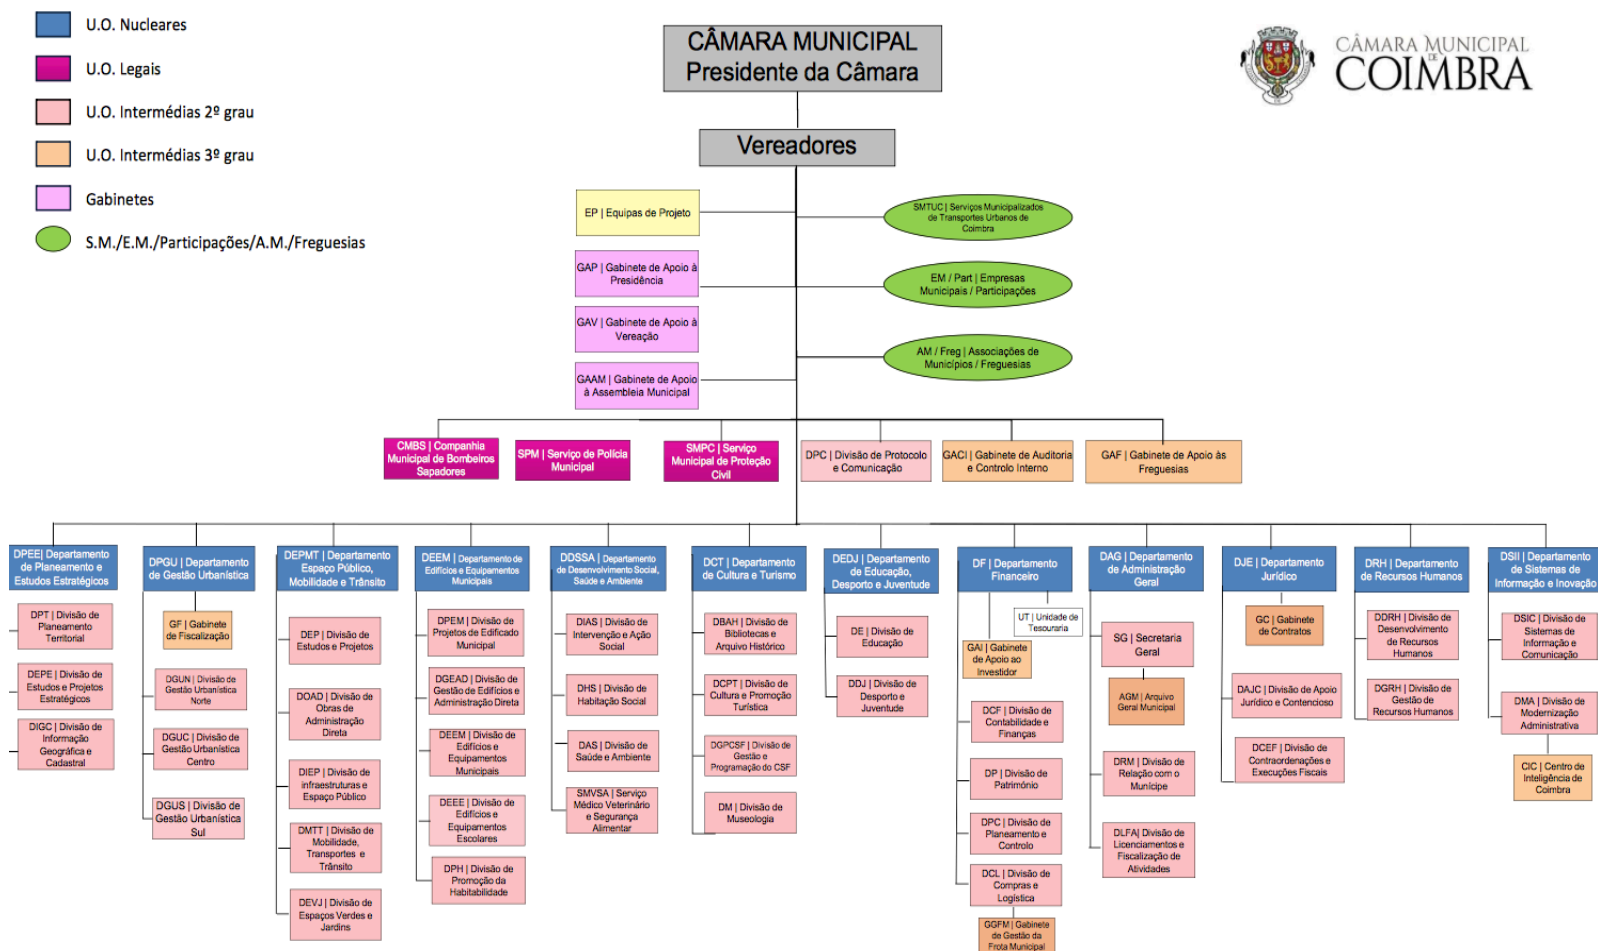 U.O. Nucleares
U.O. Legais
U.O. Intermédias 2º grau
U.O. Intermédias 3º grau
Gabinetes
S.M./E.M./Participações/A.M./Freguesias
CÂMARA MUNICIPAL
Presidente da Câmara
CÂMARA MUNICIPAL
DE
COIMBRA
Vereadores
EP | Equipas de Projeto
SMTUC | Serviços Municipalizados
de Transportes Urbanos de
Coimbra
GAP | Gabinete de Apoio à
Presidência
EM / Part | Empresas
Municipais / Participações
GAV | Gabinete de Apoio à
Vereação
AM / Freg | Associações de
Municípios / Freguesias
GAAM | Gabinete de Apoio
à Assembleia Municipal
CMBS | Companhia
Municipal de Bombeiros
Sapadores
SPM | Serviço de Polícia
Municipal
SMPC | Serviço
Municipal de Proteção
Civil
DPC | Divisão de Protocolo
e Comunicação
GACI | Gabinete de Auditoria
e Controlo Interno
GAF | Gabinete de Apoio às
Freguesias
DPEE| Departamento
de Planeamento e
Estudos Estratégicos
DPT | Divisão de
Planeamento
Territorial
DEPE | Divisão de
Estudos e Projetos
Estratégicos
DIGC | Divisão de
Informação
Geográfica e
Cadastral
DPGU | Departamento
de Gestão Urbanística
GF | Gabinete
de Fiscalização
DGUN | Divisão de
Gestão Urbanística
Norte
DGUC | Divisão de
Gestão Urbanística
Centro
DGUS | Divisão de
Gestão Urbanística
Sul
DEPMT | Departamento
Espaço Público,
Mobilidade e Trânsito
DEP | Divisão de
Estudos e Projetos
DOAD | Divisão de
Obras de
Administração
Direta
DIEP | Divisão de
infraestruturas e
Espaço Público
DMTT | Divisão de
Mobilidade,
Transportes e
Trânsito
DEVJ | Divisão de
Espaços Verdes e
Jardins
DEEM | Departamento de
Edifícios e Equipamentos
Municipais
DPEM | Divisão de
Projetos de Edificado
Municipal
DGEAD | Divisão de
Gestão de Edifícios e
Administração Direta
DEEM | Divisão de
Edifícios e
Equipamentos
Municipais
DEEE | Divisão de
Edifícios e
Equipamentos
Escolares
DPH | Divisão de
Promoção da
Habitabilidade
DDSSA | Departamento
de Desenvolvimento Social,
Saúde e Ambiente
DIAS | Divisão de
Intervenção e Ação
Social
DHS | Divisão de
Habitação Social
DAS | Divisão de
Saúde e Ambiente
SMVSA | Serviço
Médico Veterinário
e Segurança
Alimentar
DCT | Departamento
de Cultura e Turismo
DBAH | Divisão de
Bibliotecas e
Arquivo Histórico
DCPT | Divisão de
Cultura e Promoção
Turística
DGPCSF | Divisão de
Gestão e
Programação do CSF
DM | Divisão de
Museologia
DEDJ | Departamento
de Educação,
Desporto e Juventude
DE | Divisão de
Educação
DDJ | Divisão de
Desporto e
Juventude
DF | Departamento
Financeiro
UT | Unidade de
Tesouraria
GAI | Gabinete
de Apoio ao
Investidor
DCF | Divisão de
Contabilidade e
Finanças
DP | Divisão de
Património
DPC | Divisão de
Planeamento e
Controlo
DCL | Divisão de
Compras e
Logística
GGFM | Gabinete
de Gestão da
Frota Municipal
DAG | Departamento
de Administração
Geral
SG | Secretaria
Geral
AGM | Arquivo
Geral Municipal
DRM | Divisão de
Relação com o
Munícipe
DLFA| Divisão de
Licenciamentos e
Fiscalização de
Atividades
DJE | Departamento
Jurídico
GC | Gabinete
de Contratos
DAJC | Divisão de Apoio
Jurídico e Contencioso
DCEF | Divisão de
Contraordenações e
Execuções Fiscais
DRH | Departamento
de Recursos Humanos
DDRH | Divisão de
Desenvolvimento
de Recursos
Humanos
DGRH | Divisão de
Gestão de
Recursos Humanos
DSII | Departamento
de Sistemas de
Informação e Inovação
DSIC | Divisão de
Sistemas de
Informação e
Comunicação
DMA | Divisão de
Modernização
Administrativa
CIC | Centro de
Inteligência de
Coimbra